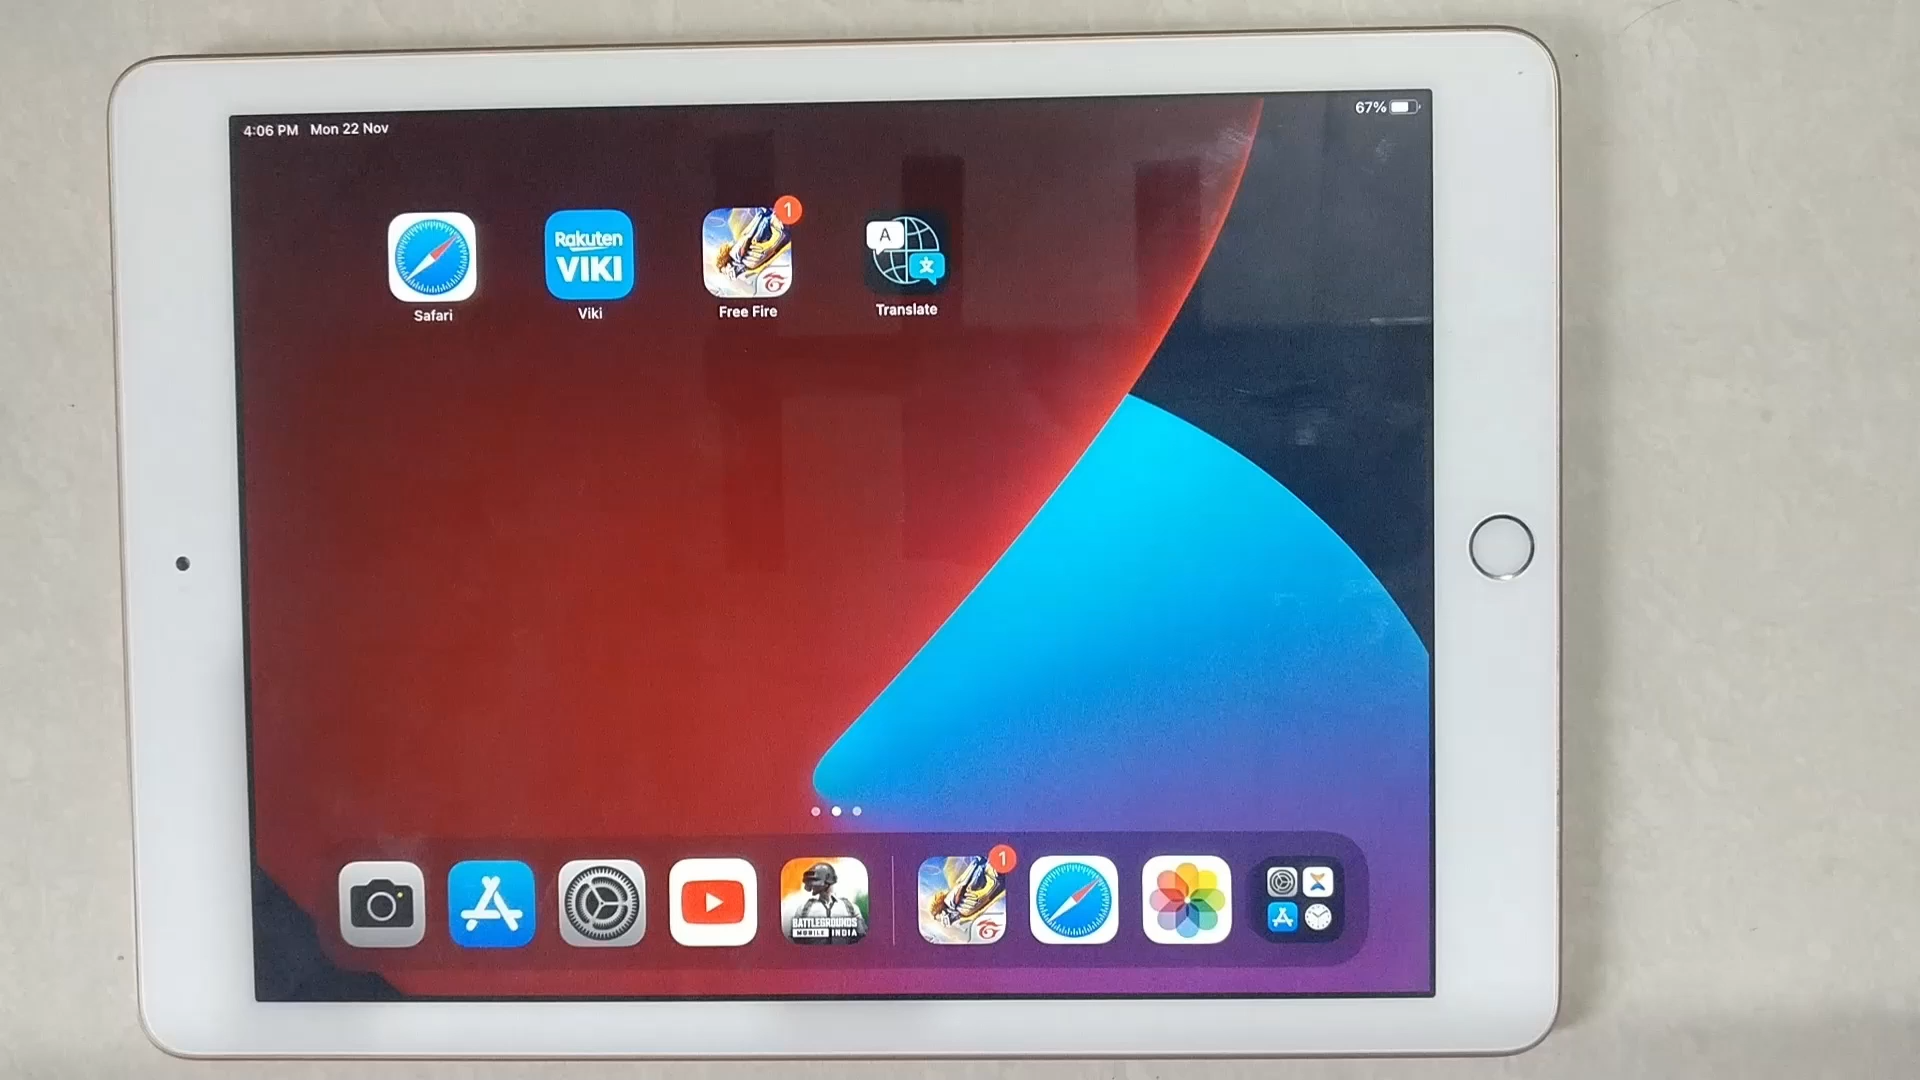 4:06 PM Mon 22 Nov
67%
1
Rakuten
VIKI
A
文
Safari
Viki
Free Fire
Translate
1
BATTLEGROUNDS
MOBILE INDIA